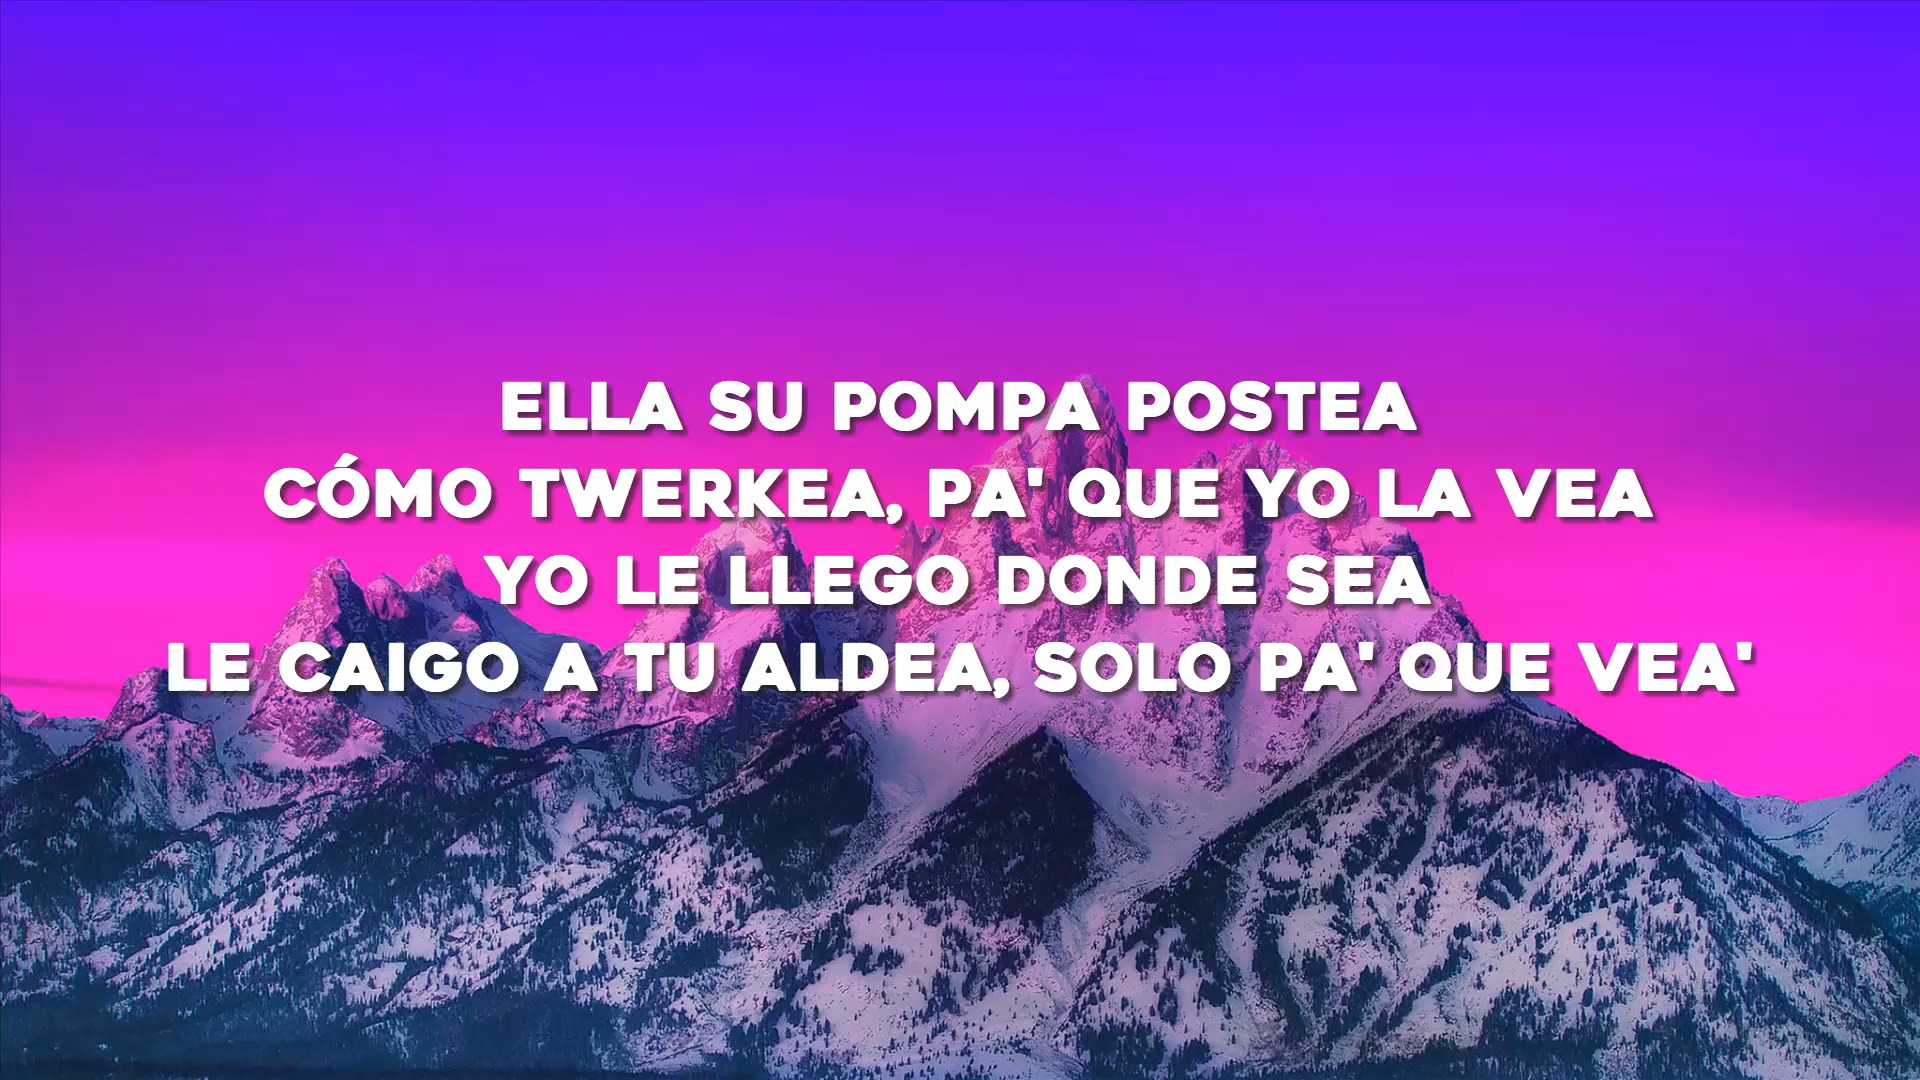 ELLA SU POMPA POSTEA
CÓMO TWERKEA, PA' QUE YO LA VEA
YO LE LLEGO DONDE SEA
LE CAIGO A TU ALDEA, SOLO PA' QUE VEA'